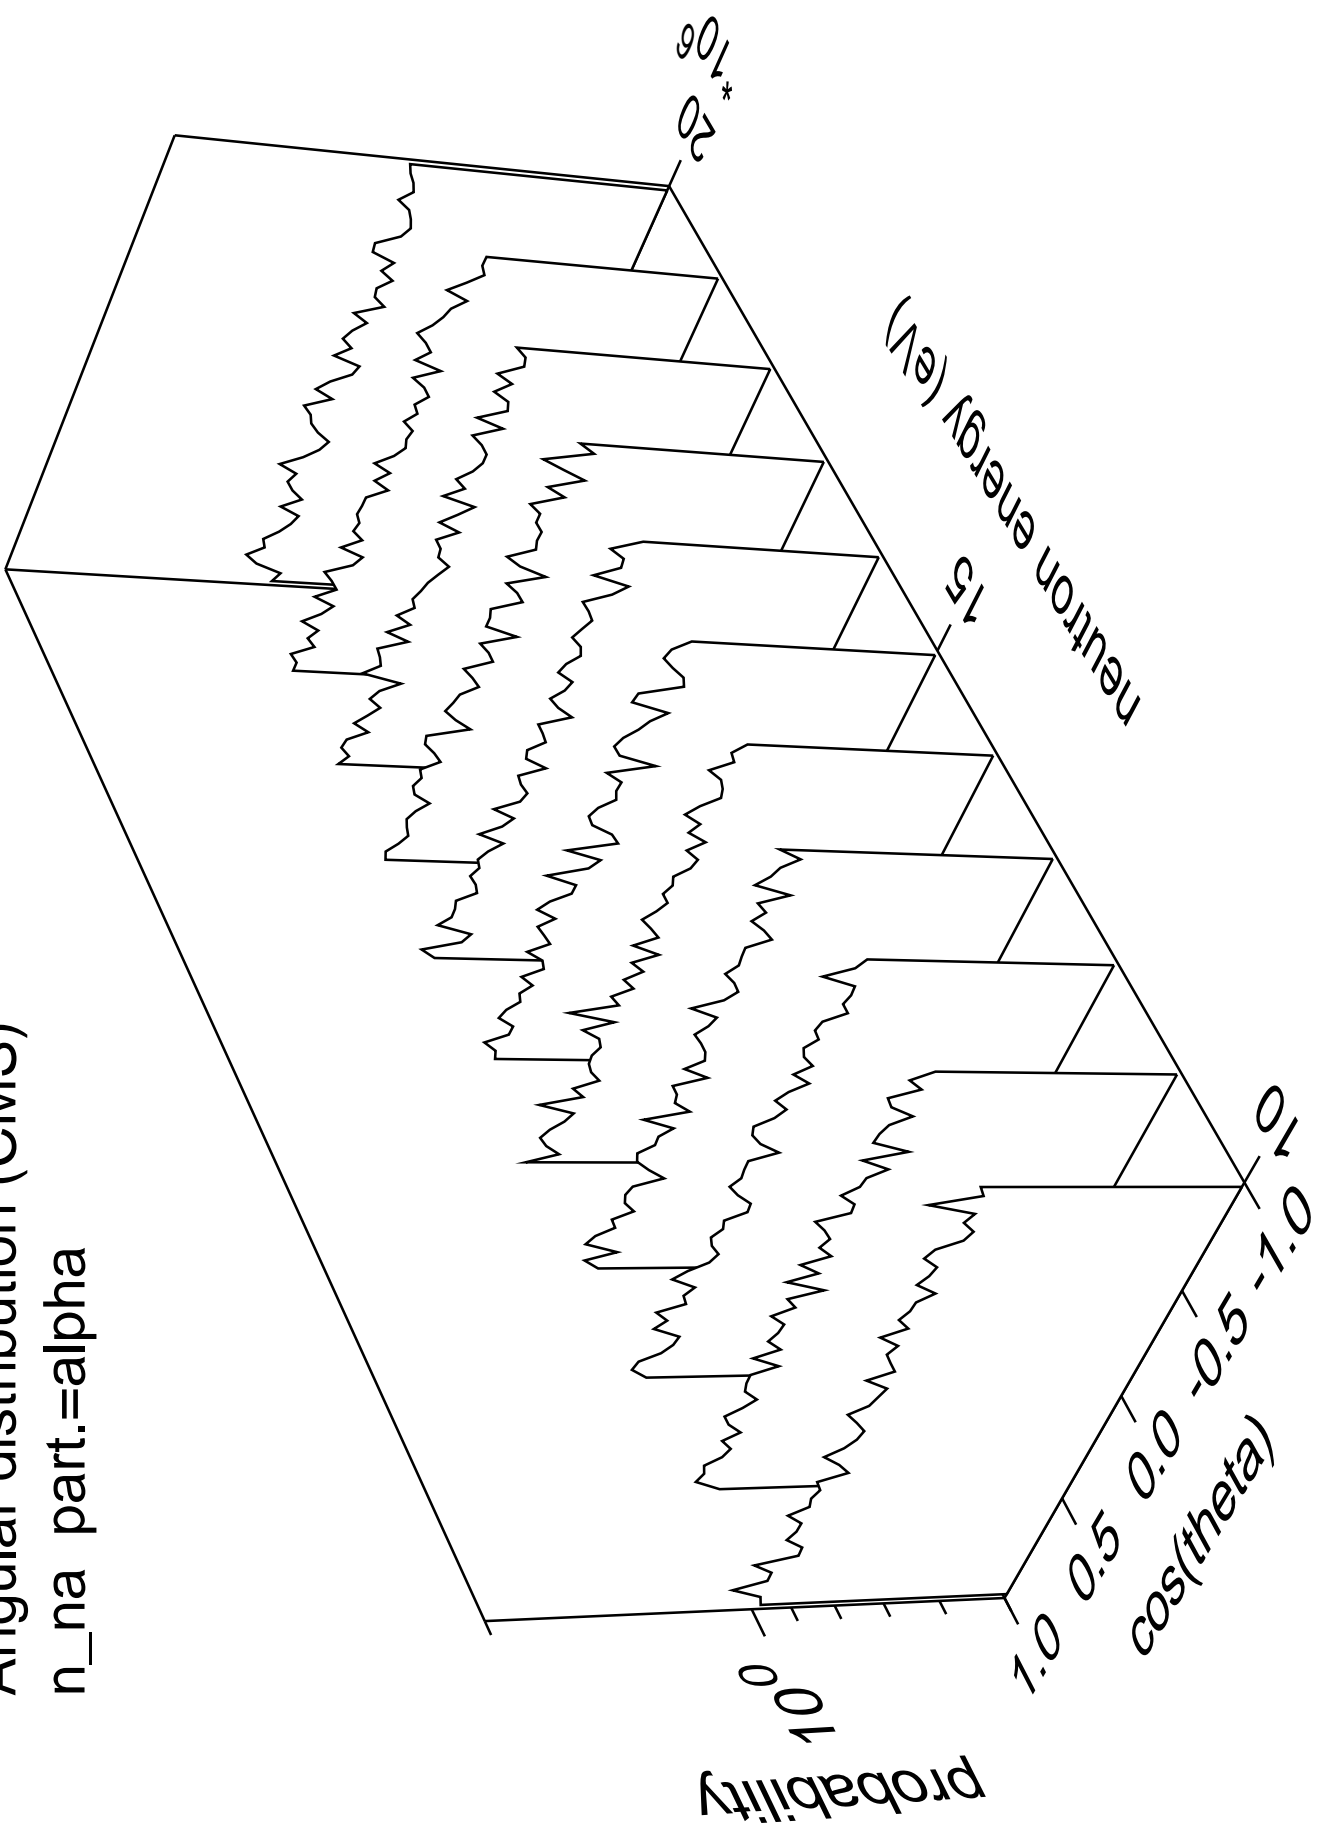 Angular distribution (CMS)
n_na part.=alpha
probability
10 0
1.0 0.5 0.0 -0.5 -1.0
cos(theta)
10 15 20
* 10 6
neutron energy (eV)